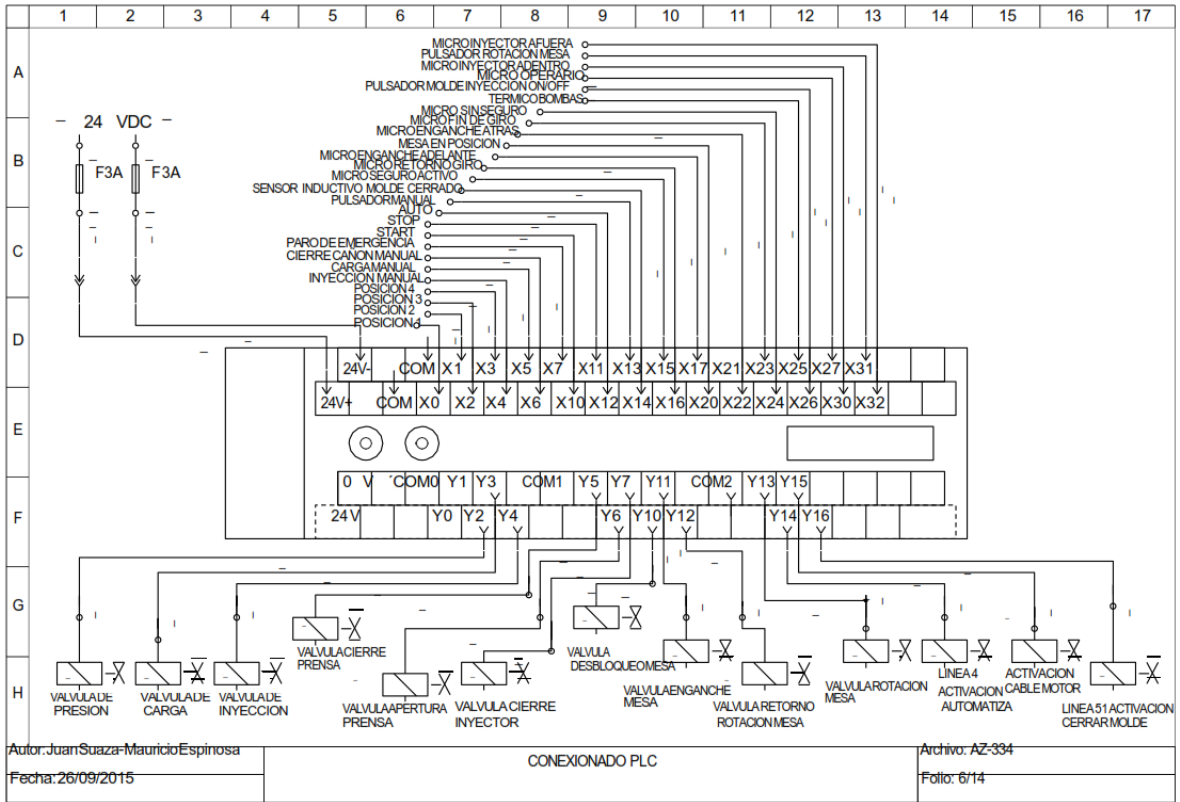 1 2 3 4 5 6 7 8 9 10 11 12 13 14 15 16 17
A
B
C
D
E
F
G
H
24 VDC
F3A F3A
MICRO INYECTOR AFUERA
PULSADOR ROTACION MESA
MICRO INYECTOR ADENTRO
MICRO OPERARIO
PULSADOR MOLDE INYECCION ON/OFF
TERMICO BOMBAS
MICRO SIN SEGURO
MICRO FIN DE GIRO
MICRO ENGANCHE ATRAS
MESA EN POSICION
MICRO ENGANCHE ADELANTE
MICRO RETORNO GIRO
MICRO SEGURO ACTIVO
SENSOR INDUCTIVO MOLDE CERRADO
PULSADOR MANUAL
AUTO
STOP
START
PARO DE EMERGENCIA
CIERRE CAÑON MANUAL
CARGA MANUAL
INYECCION MANUAL
POSICION 4
POSICION 3
POSICION 2
POSICION 1
24V- COM X1 X3 X5 X7 X11 X13 X15 X17 X21 X23 X25 X27 X31
24V+ COM X0 X2 X4 X6 X10 X12 X14 X16 X20 X22 X24 X26 X30 X32
0 V COM0 Y1 Y3 COM1 Y5 Y7 Y11 COM2 Y13 Y15
24 V Y0 Y2 Y4 Y6 Y10 Y12 Y14 Y16
VALVULA DE
PRESION
VALVULA DE
CARGA
VALVULA DE
INYECCION
VALVULA CIERRE
PRENSA
VALVULA APERTURA
PRENSA
VALVULA CIERRE
INYECTOR
VALVULA
DESBLOQUEO MESA
VALVULA ENGANCHE
MESA
VALVULA RETORNO
ROTACION MESA
VALVULA ROTACION
MESA
LINEA 4
ACTIVACION
AUTOMATIZA
ACTIVACION
CABLE MOTOR
LINEA 51 ACTIVACION
CERRAR MOLDE
Autor: Juan Suaza-Mauricio Espinosa
Fecha: 26/09/2015
CONEXIONADO PLC
Archivo: AZ-334
Folio: 6/14